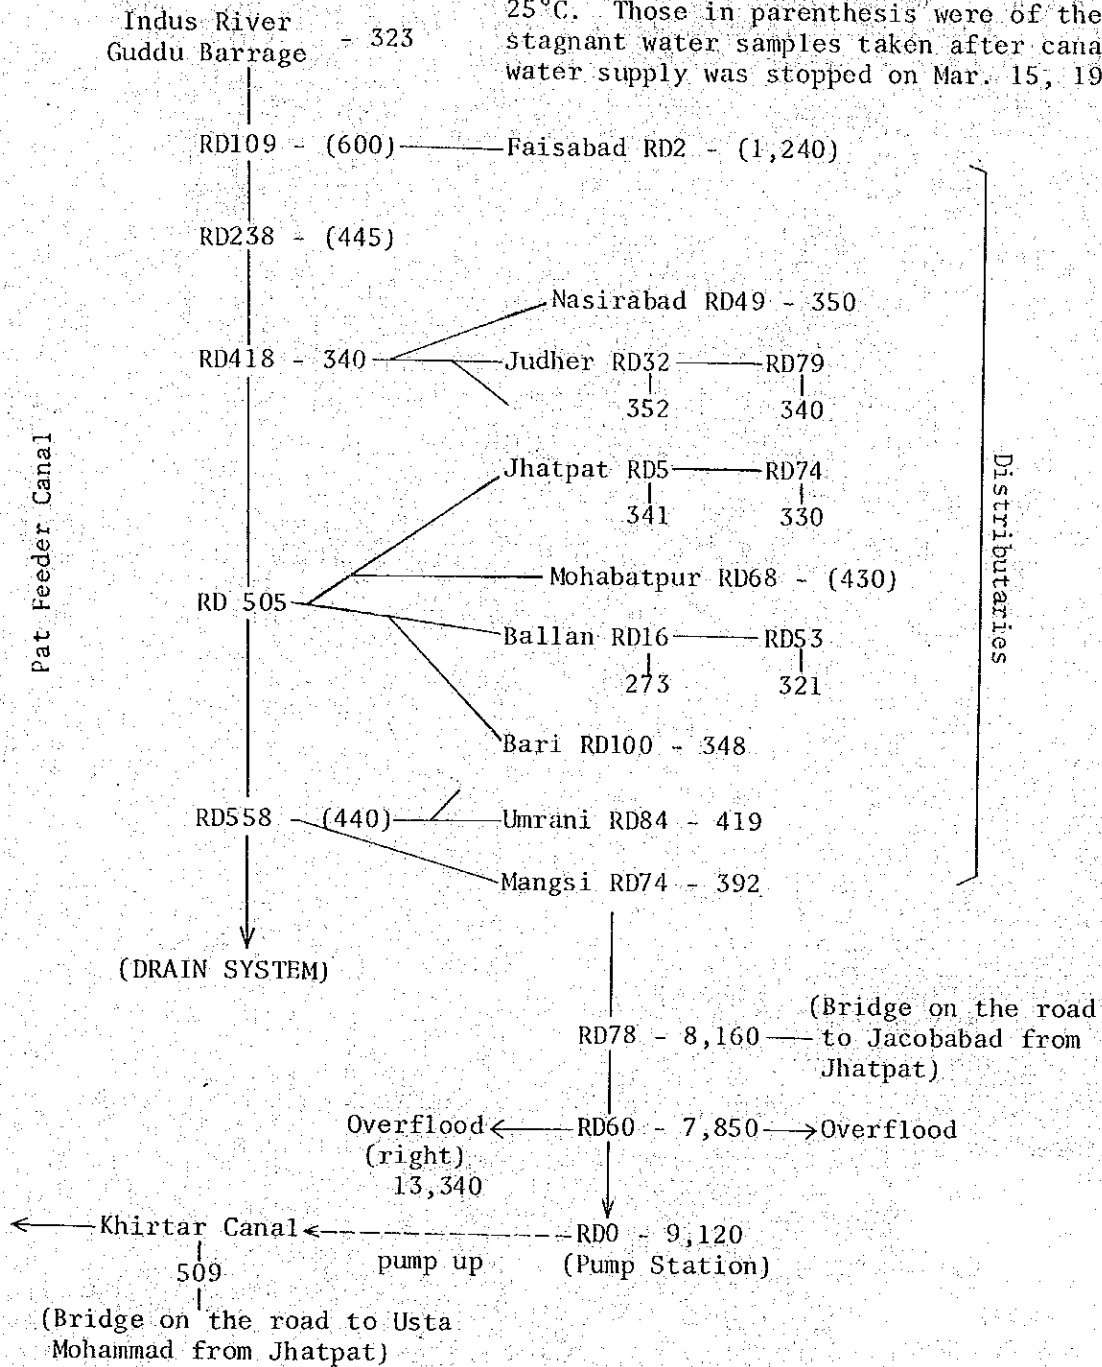 25°C. Those in parenthesis were of the
stagnant water samples taken after cana
water supply was stopped on Mar. 15, 19
Indus River
Guddu Barrage - 323
RD109 - (600) Faisabad RD2 - (1,240)
RD238 - (445)
Nasirabad RD49 - 350
RD418 - 340 Judher RD32 RD79
352 340
Jhatpat RD5 RD74
341 330
Mohabatpur RD68 - (430)
RD 505
Ballan RD16 RD53
273 321
Bari RD100 - 348
RD558 - (440) Umrani RD84 - 419
Mangsi RD74 - 392
Pat Feeder Canal
Distributaries
(DRAIN SYSTEM)
RD78 - 8,160 (Bridge on the road
to Jacobabad from
Jhatpat)
Overflood RD60 - 7,850 Overflood
(right)
13,340
Khirtar Canal RD0 - 9,120
pump up (Pump Station)
509
(Bridge on the road to Usta
Mohammad from Jhatpat)